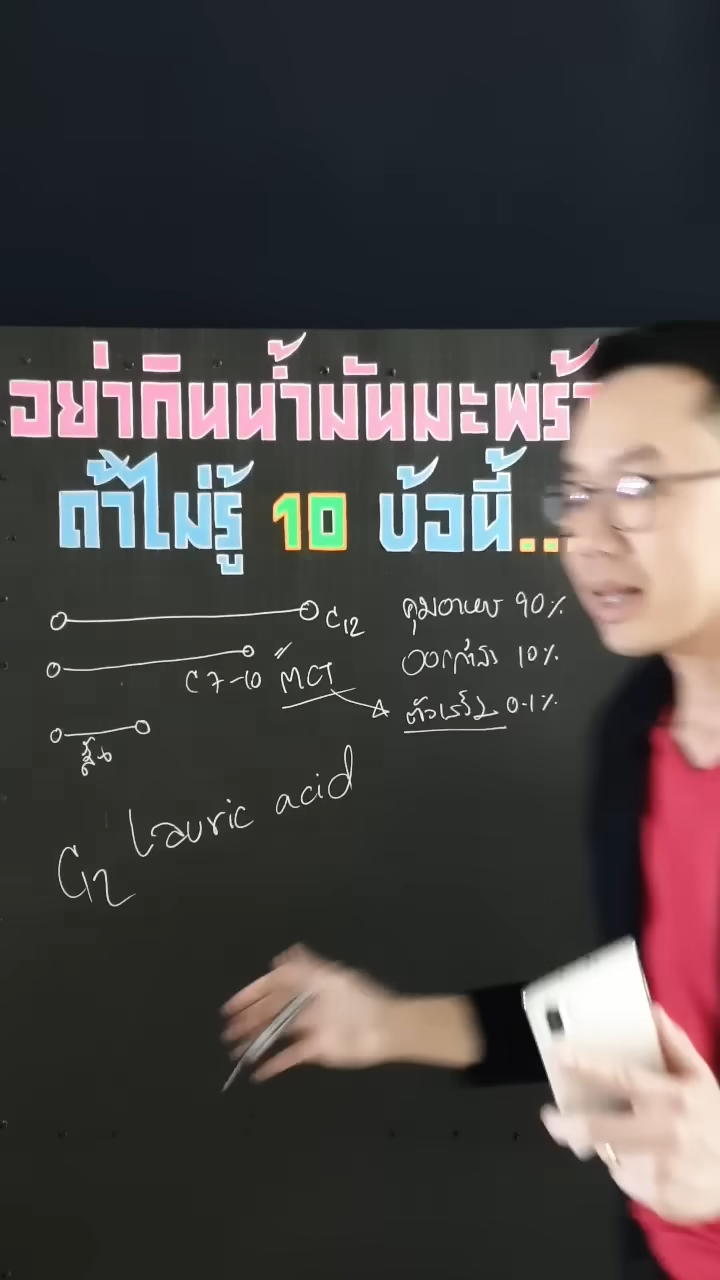 อย่ากินน้ำมันมะพร้
ถ้าไม่รู้ 10 ข้อนี้...
C12
C7-10 MCT
สั้น
คุมอาหาร 90%
ออกกำลัง 10%
ตัวเร่ง 0.1%
C12 Lauric acid